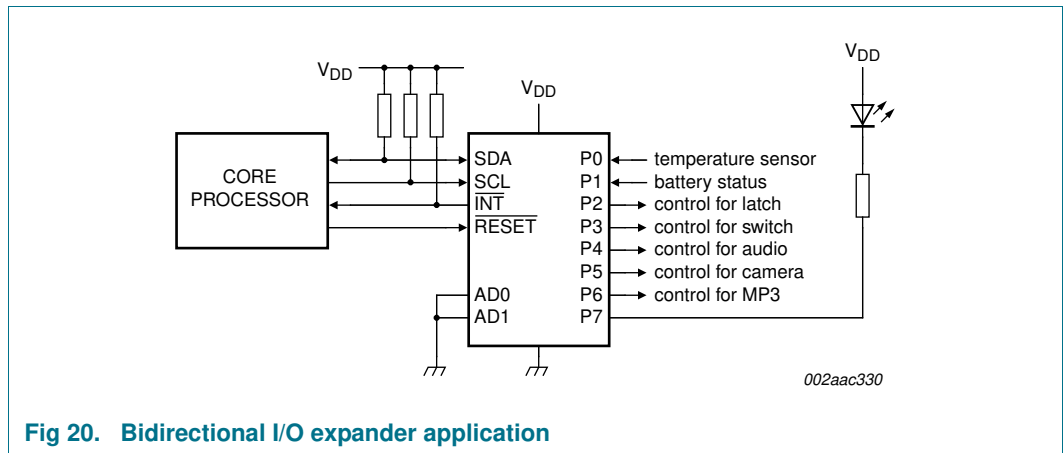 VDD
VDD
VDD
CORE
PROCESSOR
SDA
SCL
INT
RESET
AD0
AD1
P0
P1
P2
P3
P4
P5
P6
P7
temperature sensor
battery status
control for latch
control for switch
control for audio
control for camera
control for MP3
002aac330
Fig 20. Bidirectional I/O expander application